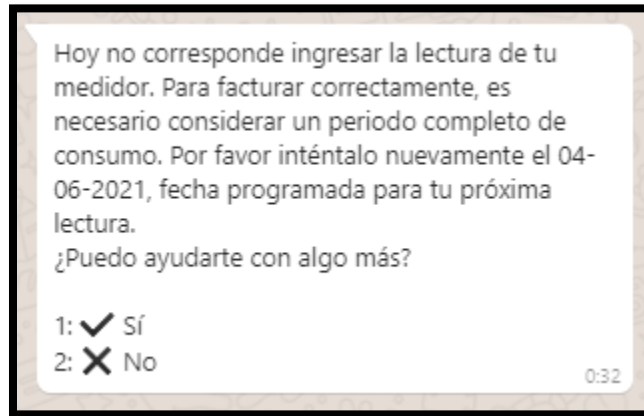 Hoy no corresponde ingresar la lectura de tu
medidor. Para facturar correctamente, es
necesario considerar un periodo completo de
consumo. Por favor inténtalo nuevamente el 04-
06-2021, fecha programada para tu próxima
lectura.
¿Puedo ayudarte con algo más?
1: ✔ Sí
2: ✖ No
0:32